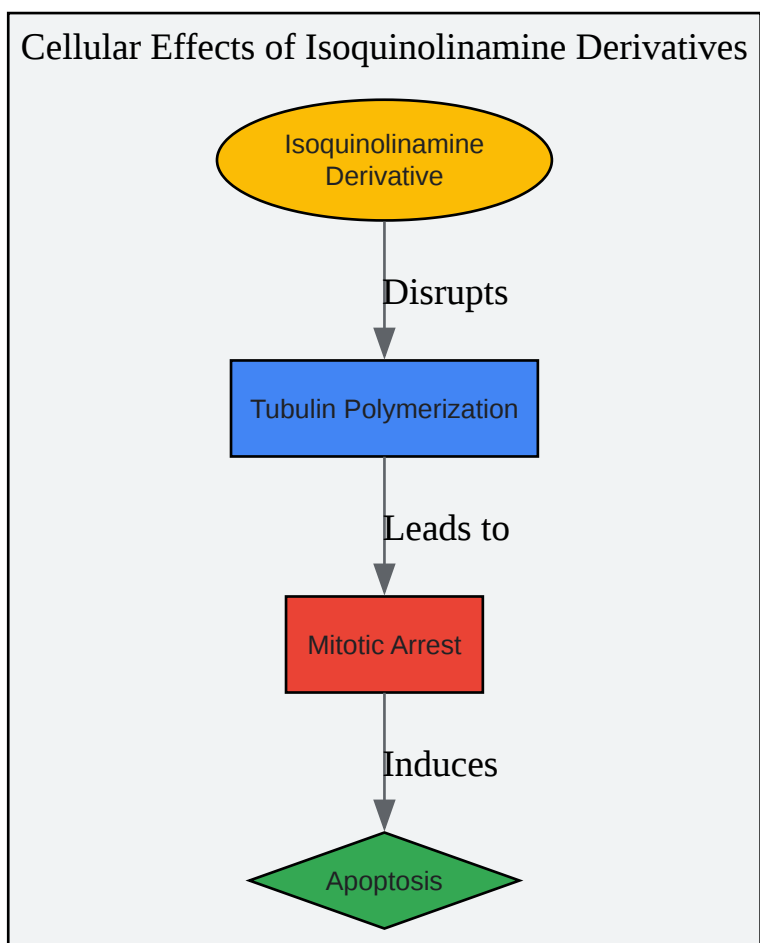 Cellular Effects of Isoquinolinamine Derivatives
Isoquinolinamine
Derivative
Disrupts
Tubulin Polymerization
Leads to
Mitotic Arrest
Induces
Apoptosis